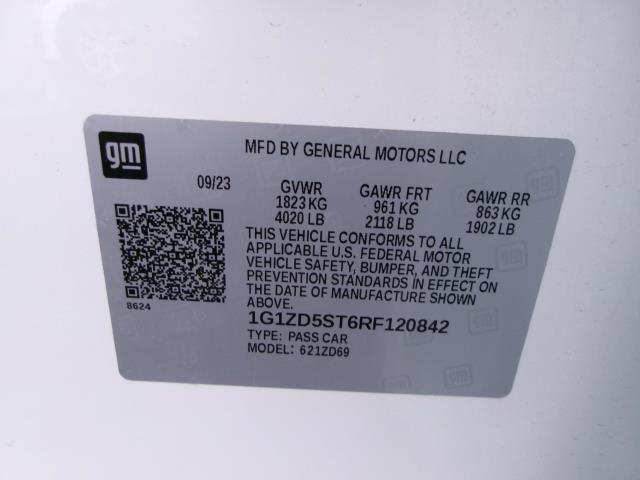 gm
MFD BY GENERAL MOTORS LLC
09/23
GVWR GAWR FRT GAWR RR
1823 KG 961 KG 863 KG
4020 LB 2118 LB 1902 LB
THIS VEHICLE CONFORMS TO ALL
APPLICABLE U.S. FEDERAL MOTOR
VEHICLE SAFETY, BUMPER, AND THEFT
PREVENTION STANDARDS IN EFFECT ON
THE DATE OF MANUFACTURE SHOWN
ABOVE.
8624
1G1ZD5ST6RF120842
TYPE: PASS CAR
MODEL: 621ZD69